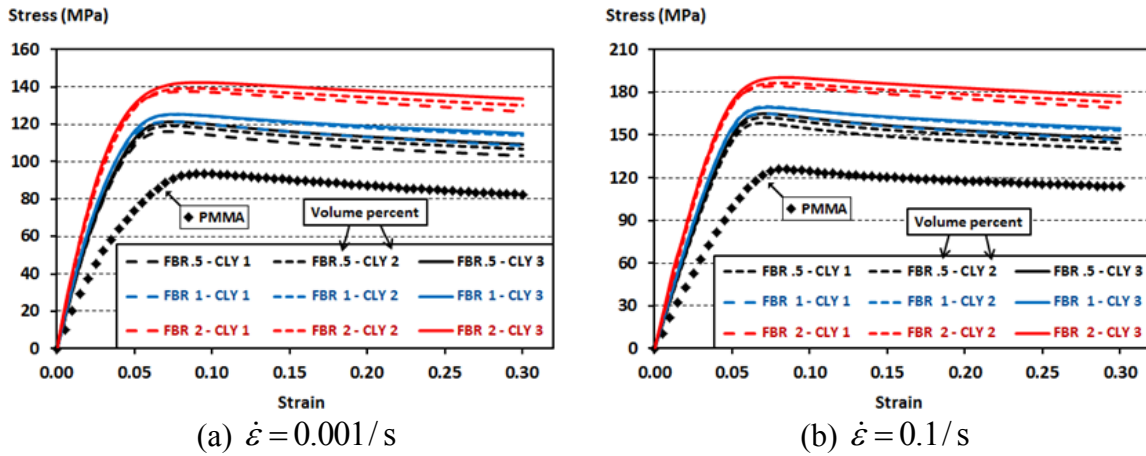 Stress (MPa)
160
140
120
100
80
60
40
20
0
PMMA
Volume percent
FBR .5 - CLY 1 FBR .5 - CLY 2 FBR .5 - CLY 3
FBR 1 - CLY 1 FBR 1 - CLY 2 FBR 1 - CLY 3
FBR 2 - CLY 1 FBR 2 - CLY 2 FBR 2 - CLY 3
0.00 0.05 0.10 0.15 0.20 0.25 0.30
Strain
(a) ε̇ = 0.001/s
Stress (MPa)
210
180
150
120
90
60
30
0
PMMA
Volume percent
FBR .5 - CLY 1 FBR .5 - CLY 2 FBR .5 - CLY 3
FBR 1 - CLY 1 FBR 1 - CLY 2 FBR 1 - CLY 3
FBR 2 - CLY 1 FBR 2 - CLY 2 FBR 2 - CLY 3
0.00 0.05 0.10 0.15 0.20 0.25 0.30
Strain
(b) ε̇ = 0.1/s